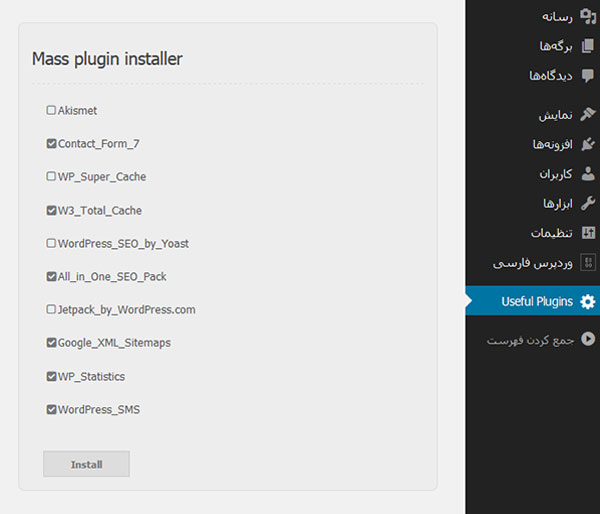 Mass plugin installer
Akismet
Contact_Form_7
WP_Super_Cache
W3_Total_Cache
WordPress_SEO_by_Yoast
All_in_One_SEO_Pack
Jetpack_by_WordPress.com
Google_XML_Sitemaps
WP_Statistics
WordPress_SMS
Install
رسانه
برگه‌ها
دیدگاه‌ها
نمایش
افزونه‌ها
کاربران
ابزارها
تنظیمات
وردپرس فارسی
Useful Plugins
جمع کردن فهرست